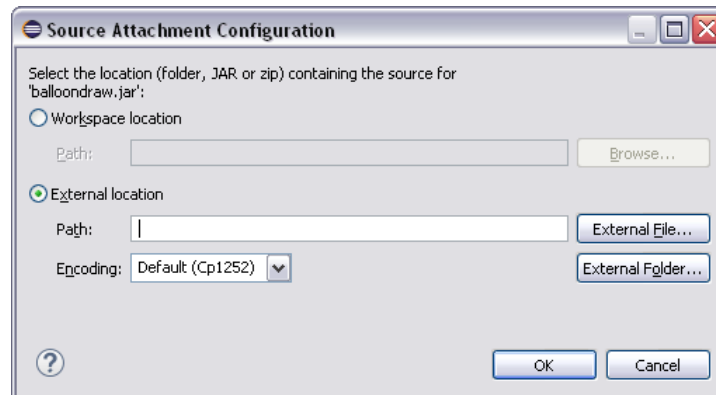 Source Attachment Configuration
Select the location (folder, JAR or zip) containing the source for
'balloondraw.jar':
Workspace location
Path:
Browse...
External location
Path:
External File...
Encoding: Default (Cp1252)
External Folder...
?
OK
Cancel